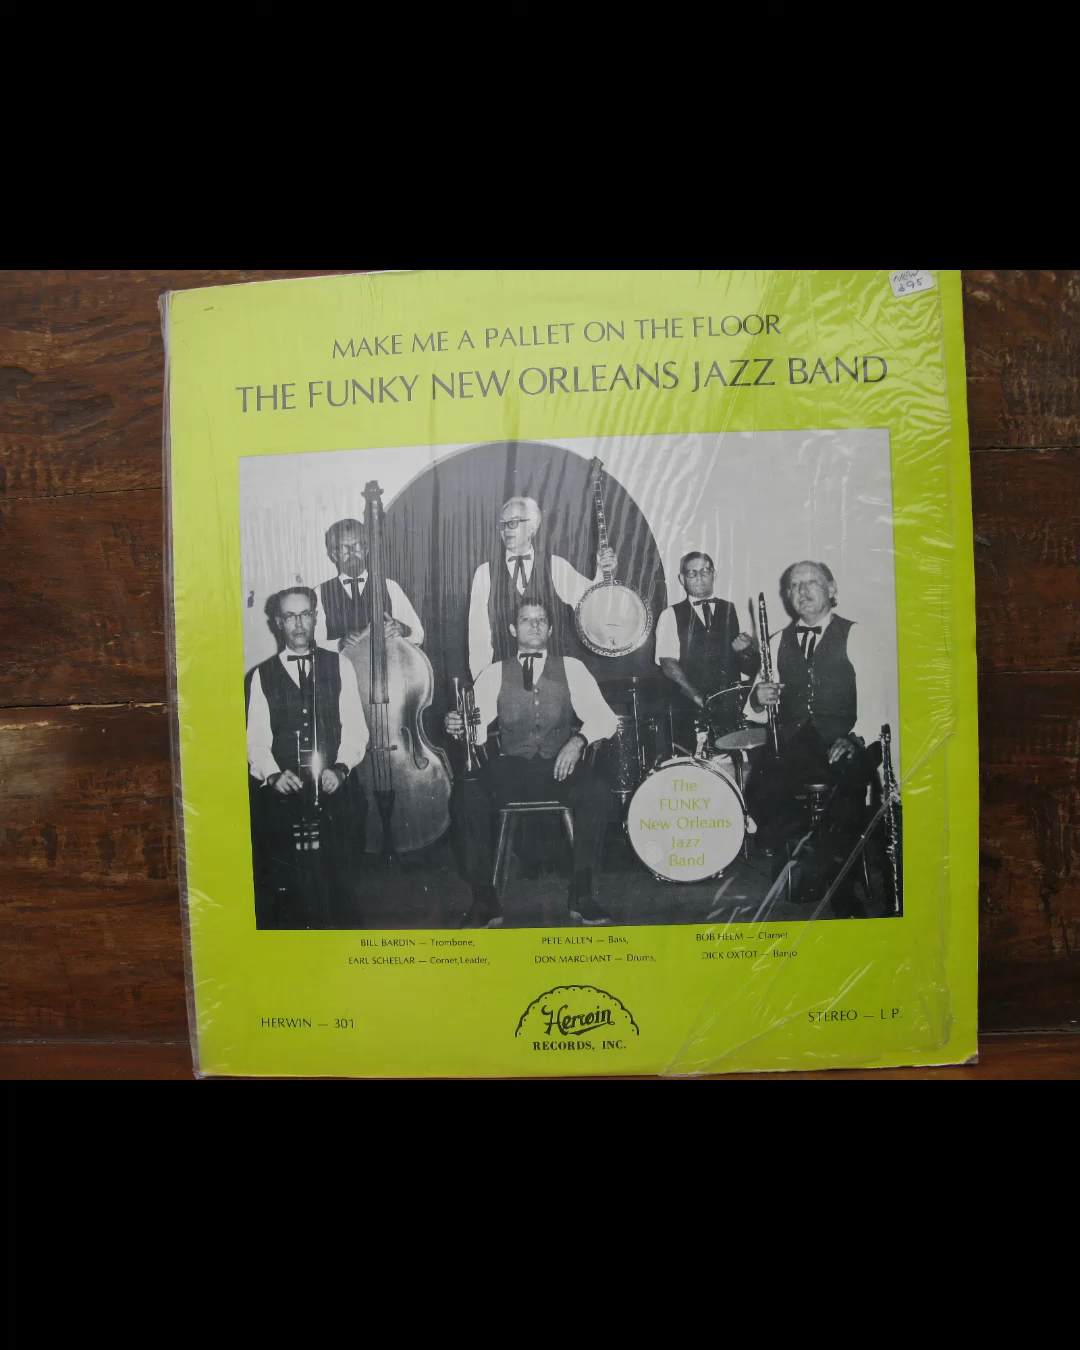 NEW
395
MAKE ME A PALLET ON THE FLOOR
THE FUNKY NEW ORLEANS JAZZ BAND
The
FUNKY
New Orleans
Jazz
Band
BILL BARDIN — Trombone, PETE ALLEN — Bass, BOB HELM — Clarinet,
EARL SCHEELAR — Cornet,Leader, DON MARCHANT — Drums, DICK OXTOT — Banjo
HERWIN — 301
Herwin
RECORDS, INC.
STEREO — L.P.